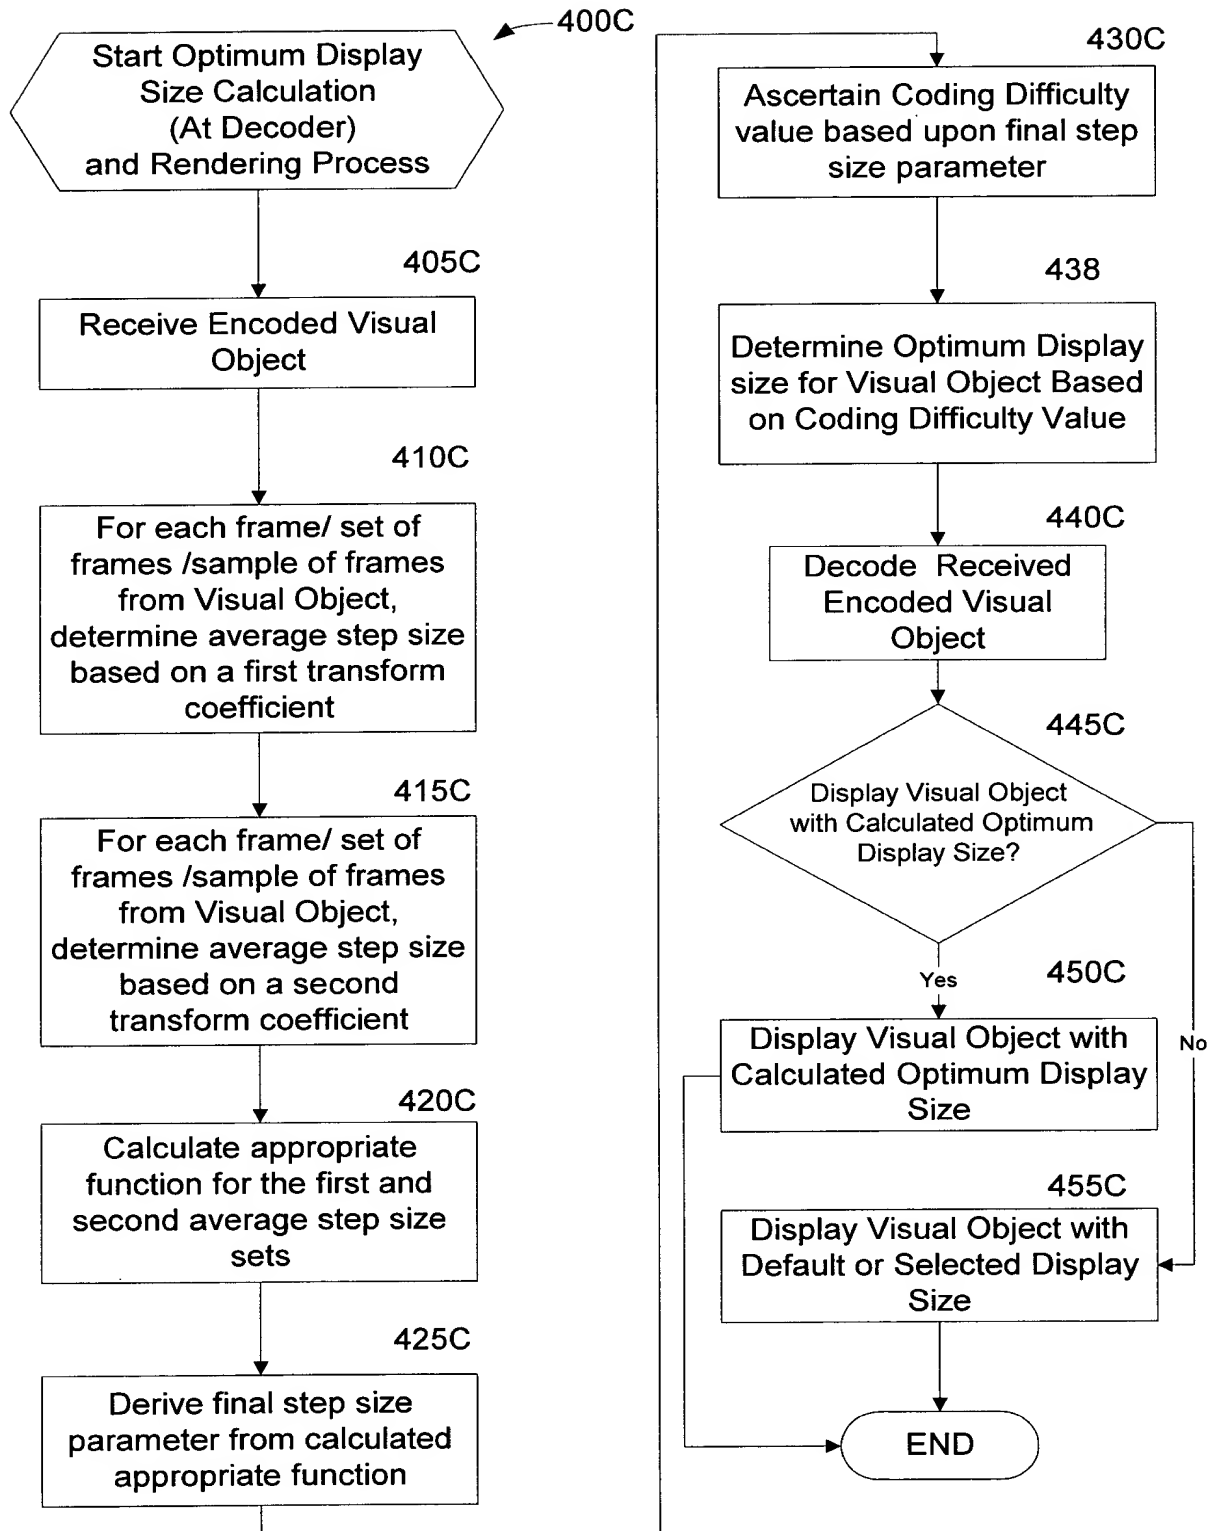 400C
Start Optimum Display
Size Calculation
(At Decoder)
and Rendering Process
405C
Receive Encoded Visual
Object
410C
For each frame/ set of
frames /sample of frames
from Visual Object,
determine average step size
based on a first transform
coefficient
415C
For each frame/ set of
frames /sample of frames
from Visual Object,
determine average step size
based on a second
transform coefficient
420C
Calculate appropriate
function for the first and
second average step size
sets
425C
Derive final step size
parameter from calculated
appropriate function
430C
Ascertain Coding Difficulty
value based upon final step
size parameter
438
Determine Optimum Display
size for Visual Object Based
on Coding Difficulty Value
440C
Decode Received
Encoded Visual
Object
445C
Display Visual Object
with Calculated Optimum
Display Size?
Yes
No
450C
Display Visual Object with
Calculated Optimum Display
Size
455C
Display Visual Object with
Default or Selected Display
Size
END